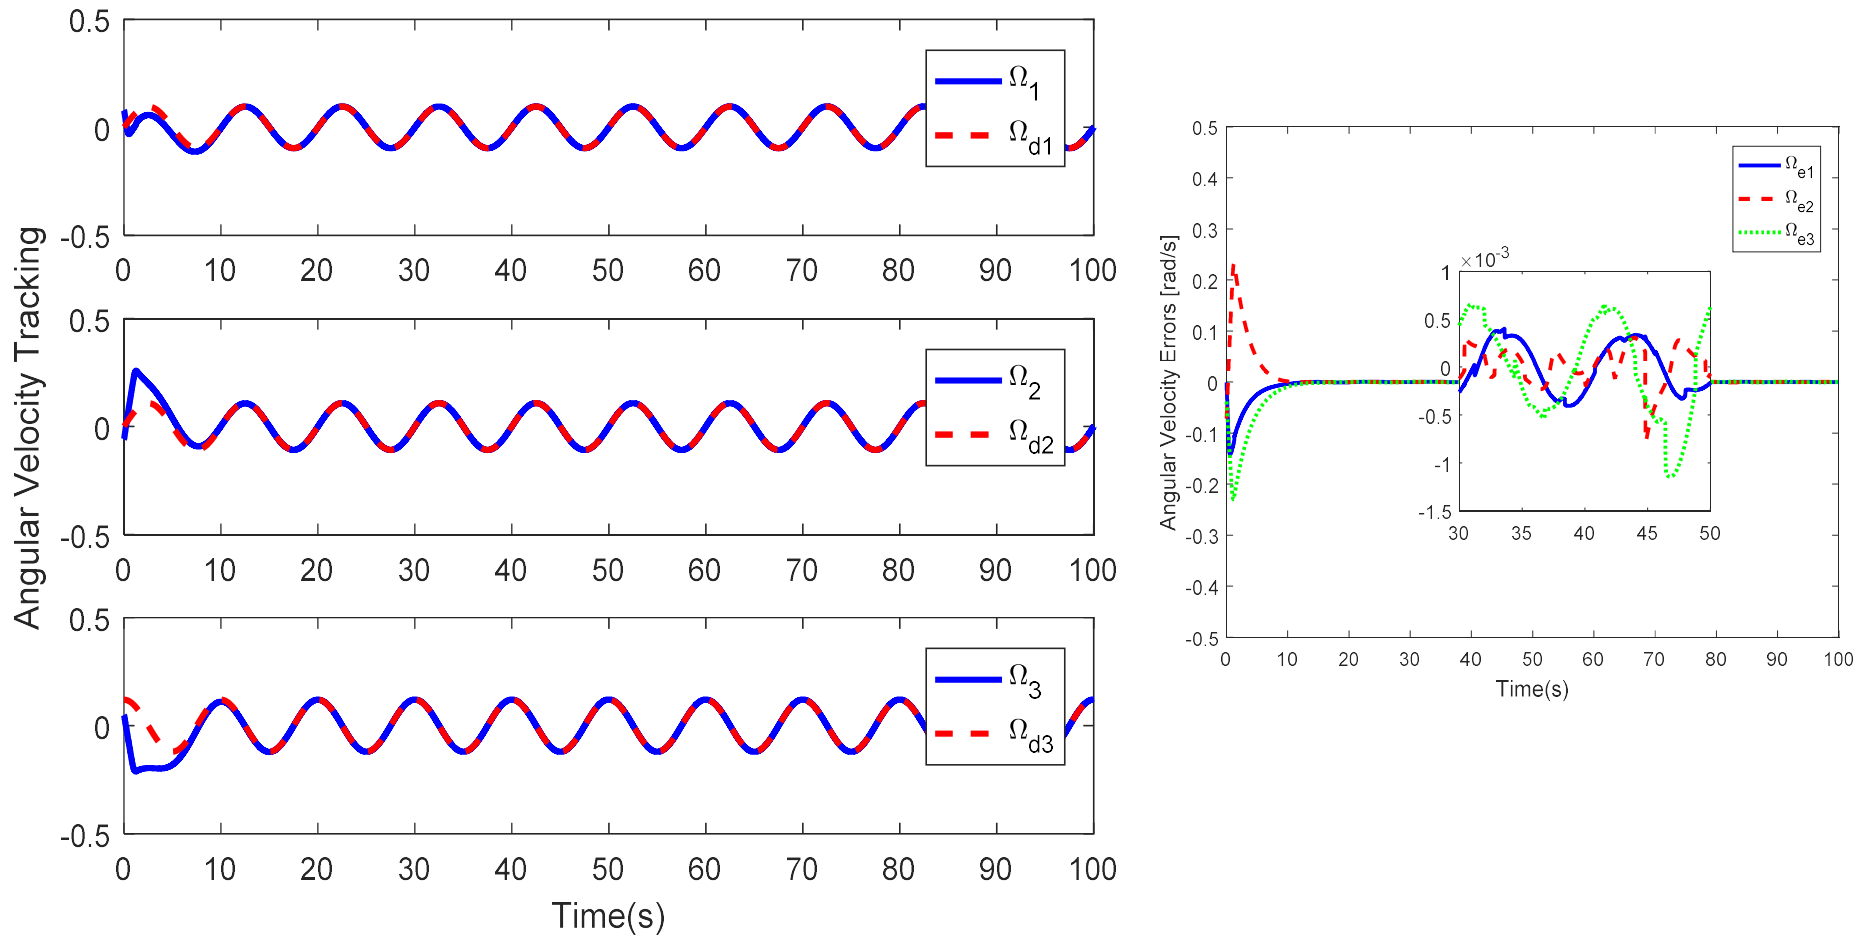 Angular Velocity Tracking
0.5
0
-0.5
Ω1
Ωd1
0 10 20 30 40 50 60 70 80 90 100
0.5
0
-0.5
Ω2
Ωd2
0 10 20 30 40 50 60 70 80 90 100
0.5
0
-0.5
Ω3
Ωd3
0 10 20 30 40 50 60 70 80 90 100
Time(s)
Angular Velocity Errors [rad/s]
0.5
0.4
0.3
0.2
0.1
0
-0.1
-0.2
-0.3
-0.4
-0.5
Ωe1
Ωe2
Ωe3
×10-3
1
0.5
0
-0.5
-1
-1.5
30 35 40 45 50
0 10 20 30 40 50 60 70 80 90 100
Time(s)